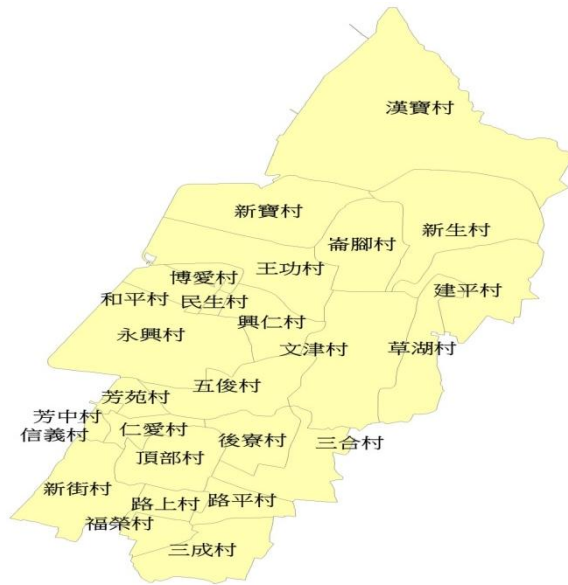 漢寶村
新寶村
新生村
崙腳村
王功村
博愛村
建平村
和平村
民生村
興仁村
永興村
文津村
草湖村
五俊村
芳苑村
芳中村
信義村
仁愛村
後寮村
三合村
頂部村
新街村
路上村
路平村
福榮村
三成村